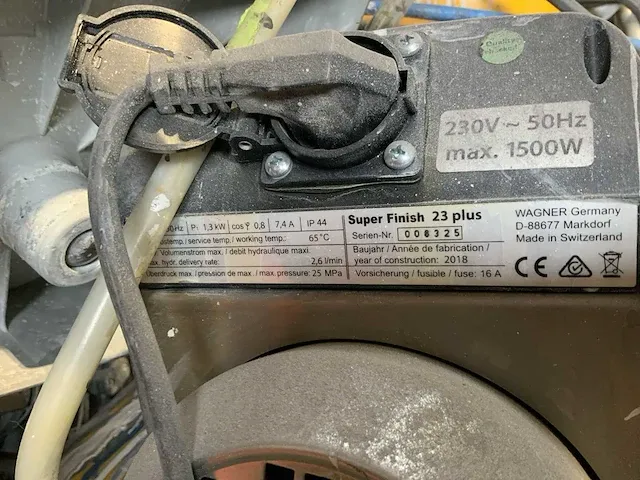 230V ~ 50Hz
max. 1500W
P₁ 1,3 kW cos φ 0,8 7,4 A IP 44
temp./ service temp./ working temp.: 65°C
Volumenstrom max. / debit hydraulique maxi.
max. hydr. delivery rate: 2,6 l/min
max. / pression de max. / max. pressure: 25 MPa
Super Finish 23 plus
Serien-Nr. 008325
Baujahr / Année de fabrication /
year of construction: 2018
Vorsicherung / fusible / fuse: 16 A
WAGNER Germany
D-88677 Markdorf
Made in Switzerland
CE